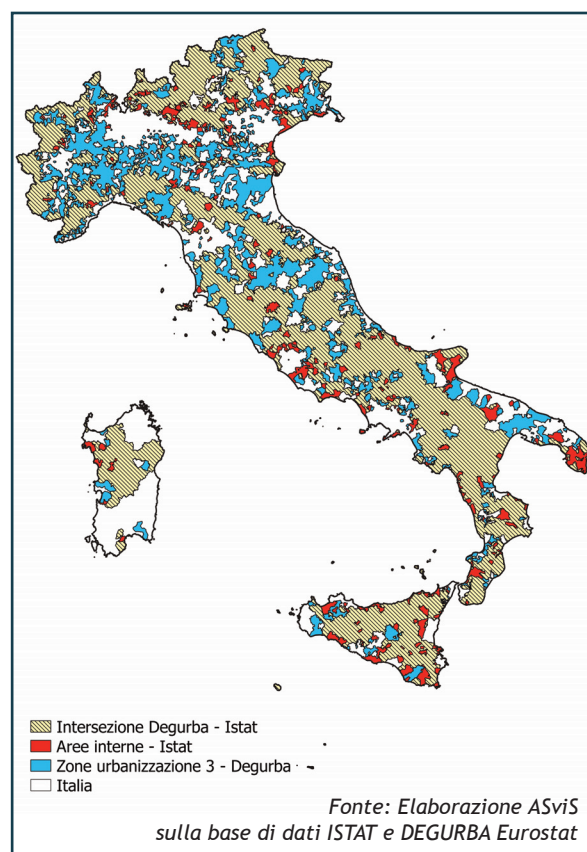 Intersezione Degurba - Istat
Aree interne - Istat
Zone urbanizzazione 3 - Degurba
Italia
Fonte: Elaborazione ASviS
sulla base di dati ISTAT e DEGURBA Eurostat